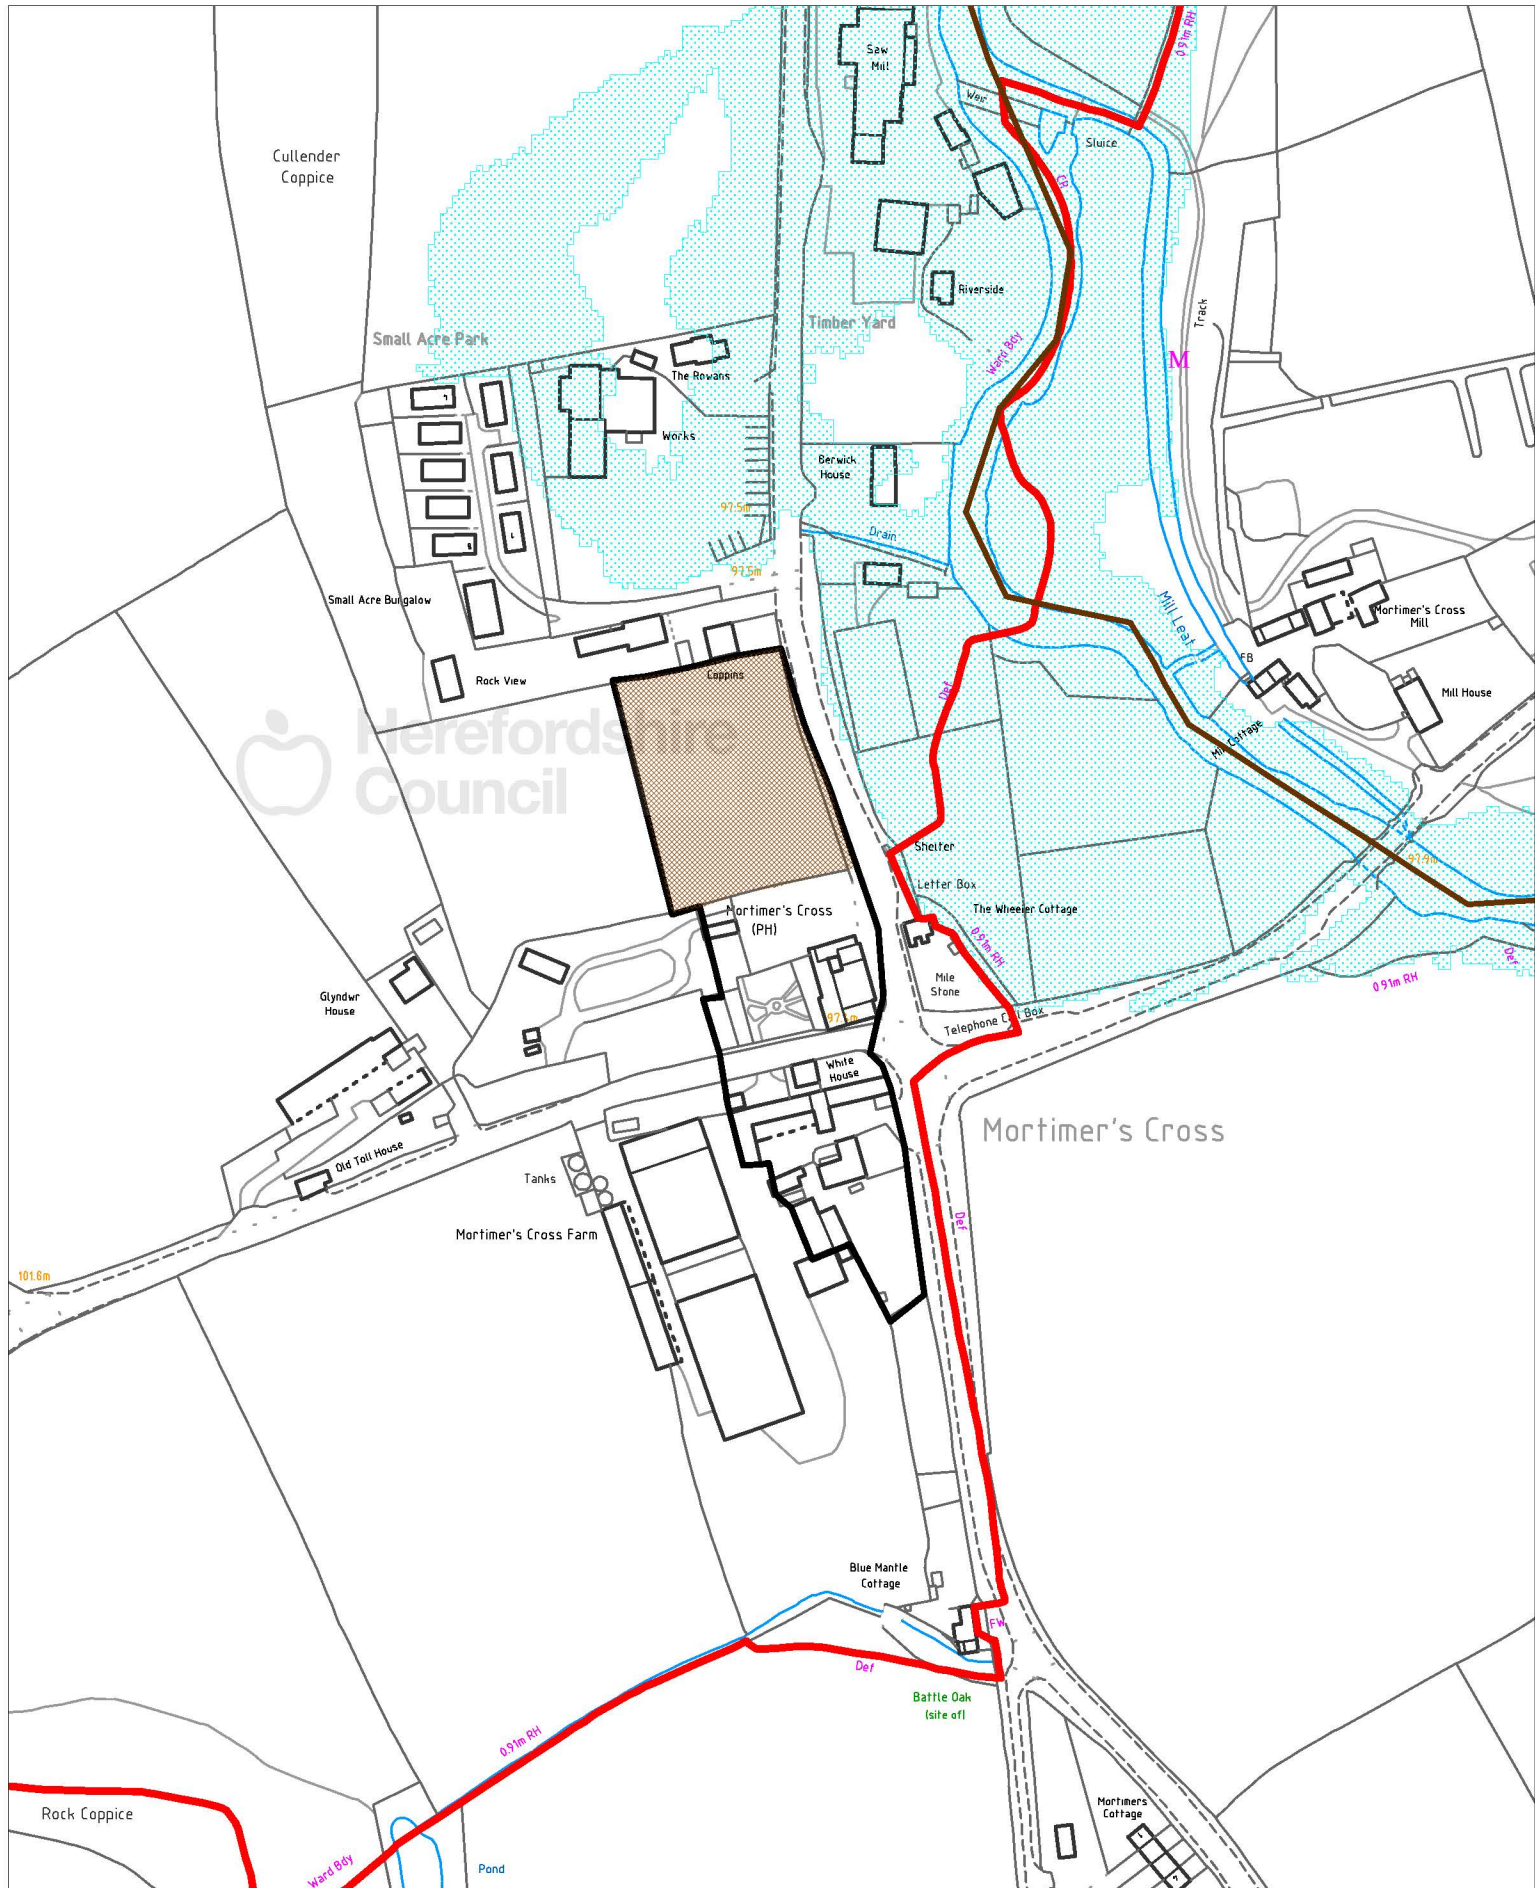 0.91m RH
Saw
Mill
Weir
Sluice
Cullender
Coppice
CR
Riverside
Track
Timber Yard
Small Acre Park
Ward Bdy
M
The Rowans
Works
Berwick
House
97.5m
Drain
97.5m
Small Acre Bungalow
Mill Leat
Mortimer's Cross
Mill
FB
Rock View
Coppins
Def
Mill House
Mill Cottage
Herefordshire
Council
Shelter
97.9m
Letter Box
The Wheeler Cottage
Mortimer's Cross
(PH)
0.91m RH
Def
Mile
Stone
0.91m RH
Glyndwr
House
Telephone Call Box
White
House
Mortimer's Cross
Old Toll House
Tanks
Def
Mortimer's Cross Farm
101.6m
Blue Mantle
Cottage
FW
Def
Battle Oak
(site of)
0.91m RH
Mortimers
Cottage
Rock Coppice
Ward Bdy
Pond